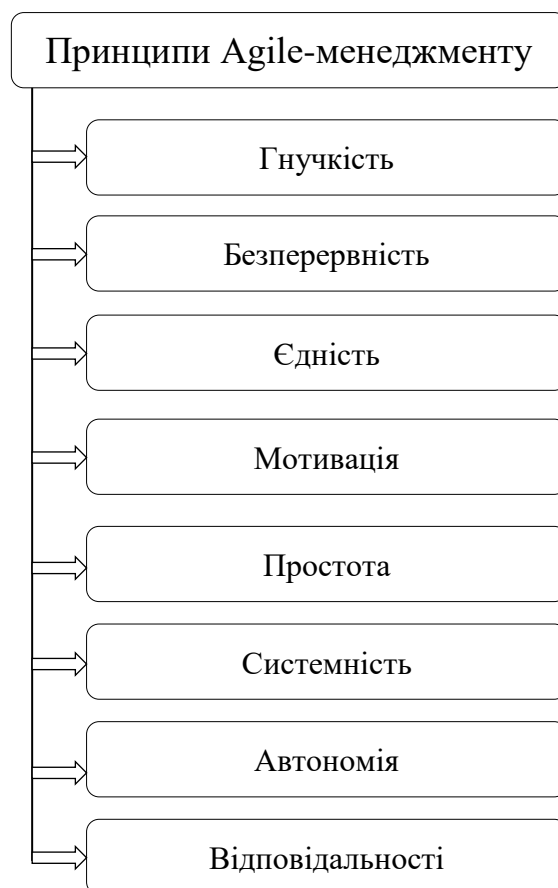 Принципи Agile-менеджменту
Гнучкість
Безперервність
Єдність
Мотивація
Простота
Системність
Автономія
Відповідальності